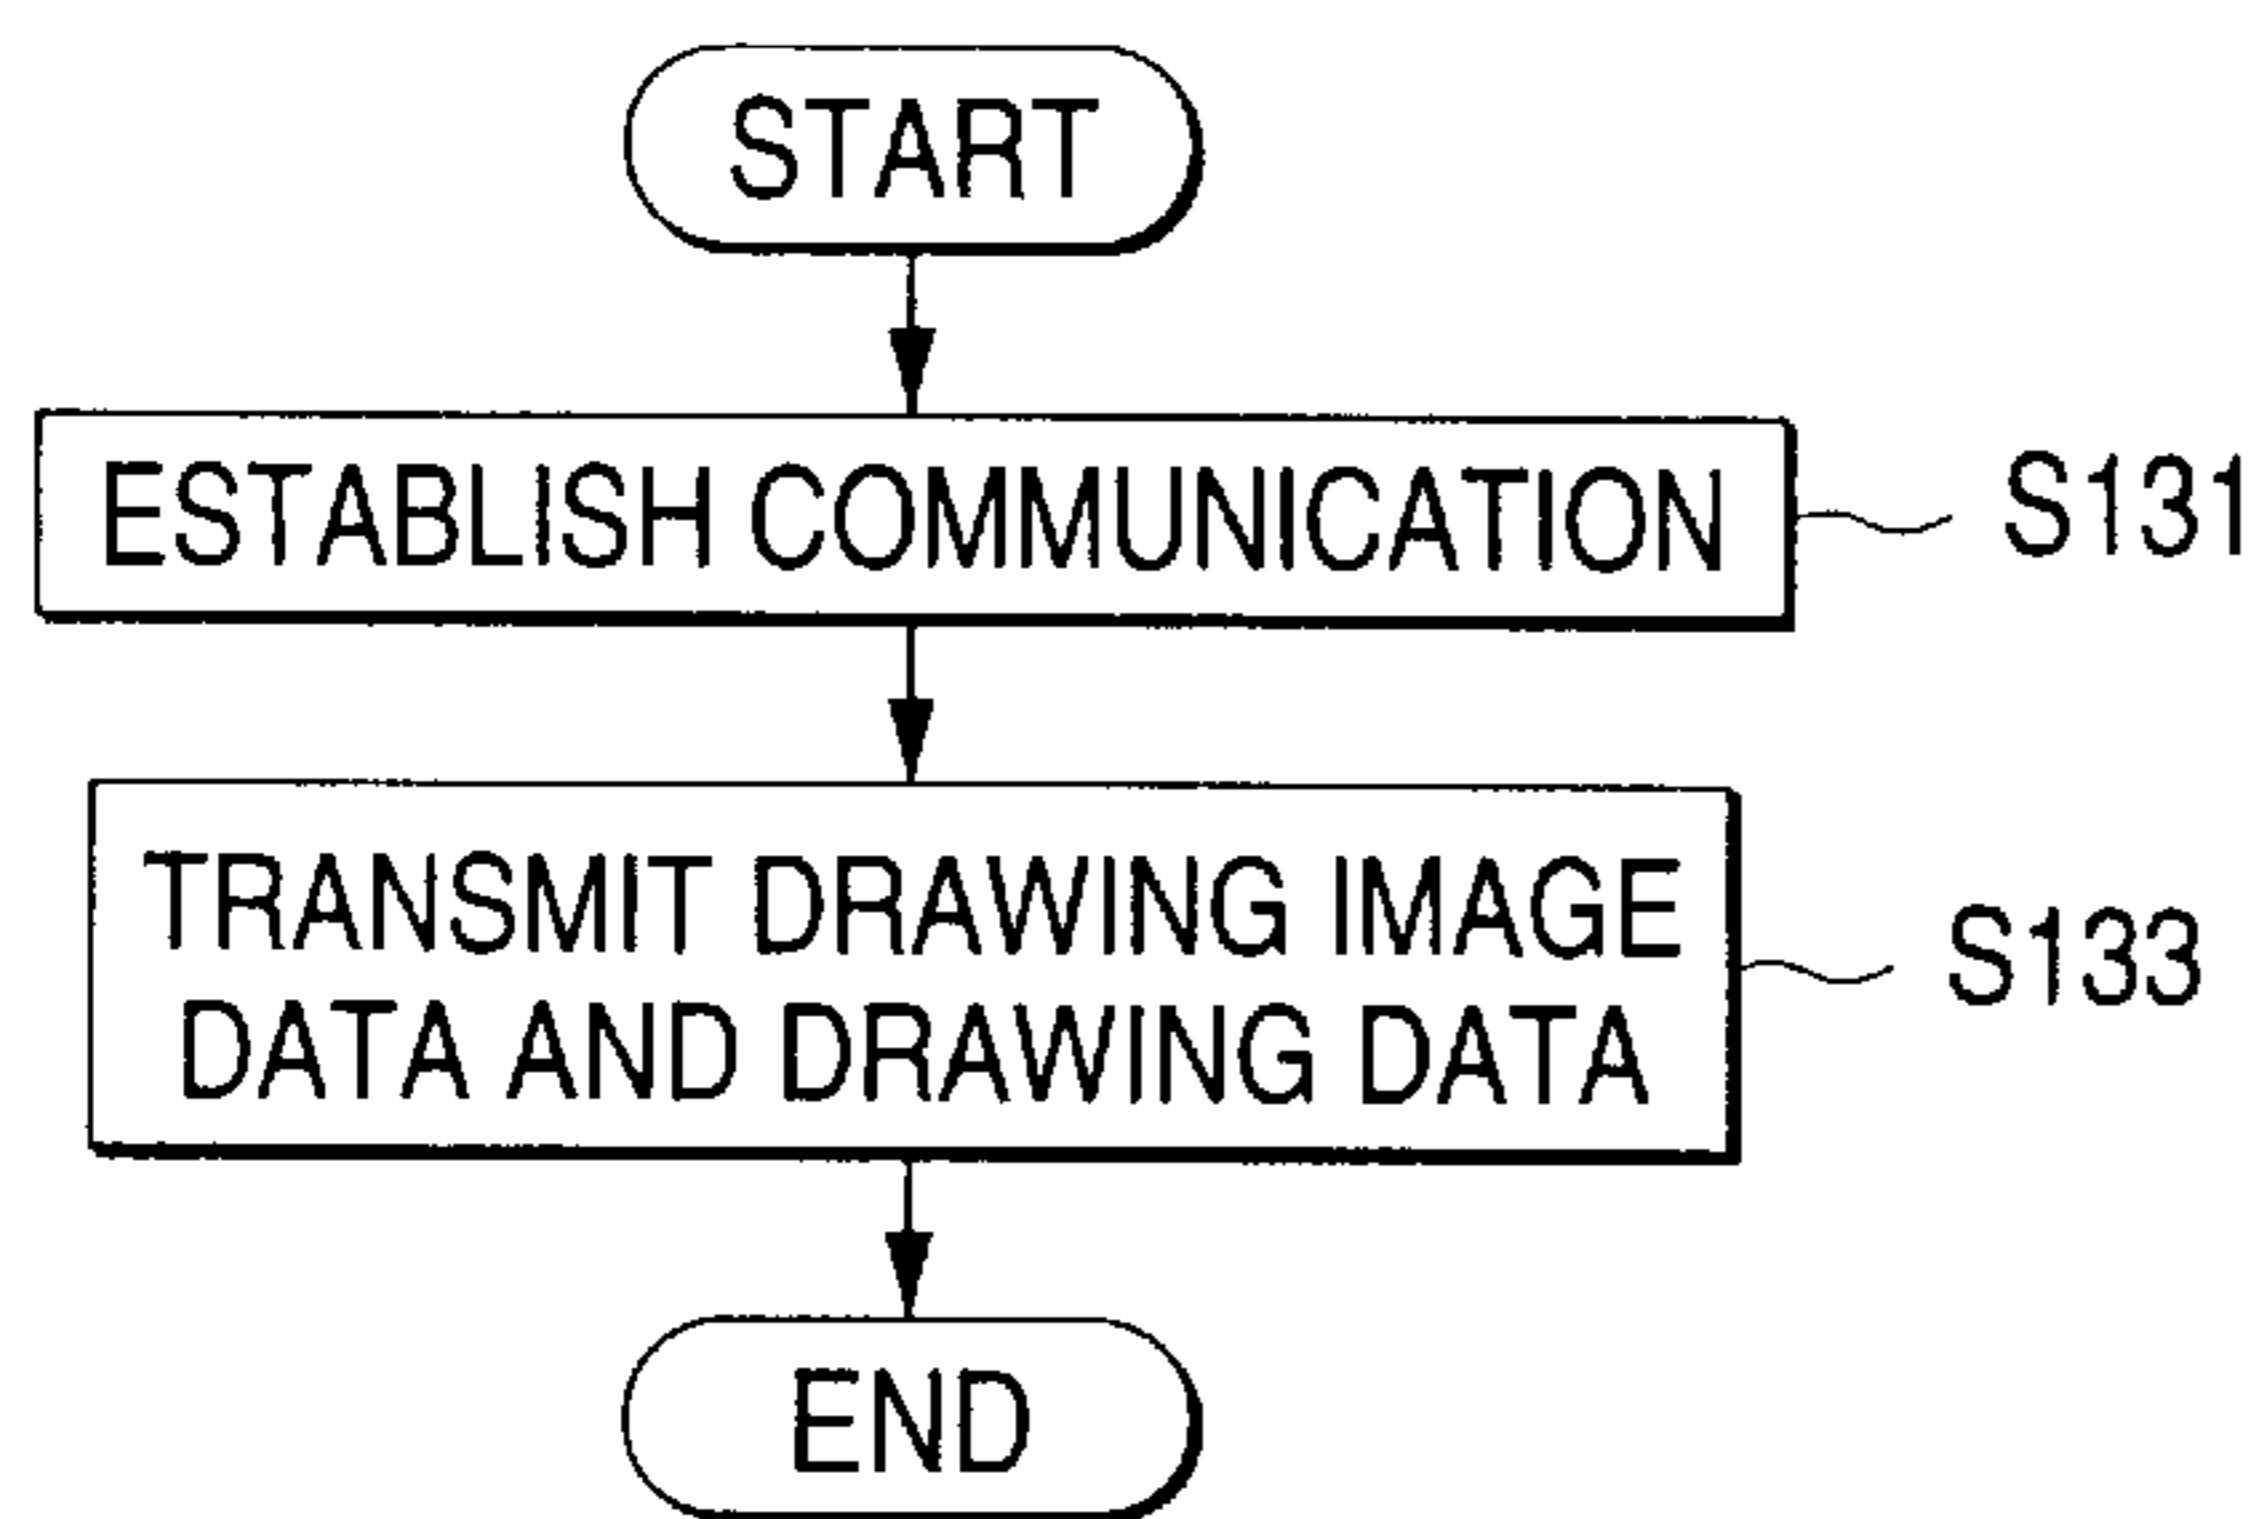 START
ESTABLISH COMMUNICATION
S131
TRANSMIT DRAWING IMAGE
DATA AND DRAWING DATA
S133
END